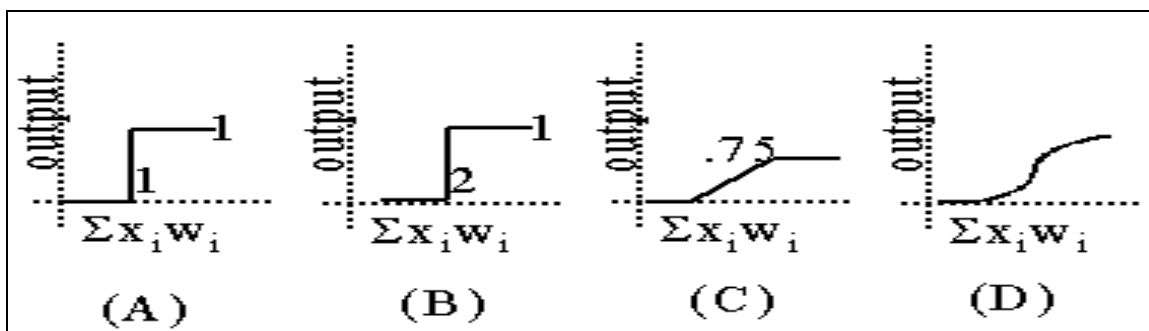 output
1
1
Σxᵢwᵢ
(A)
output
1
2
Σxᵢwᵢ
(B)
output
.75
Σxᵢwᵢ
(C)
output
Σxᵢwᵢ
(D)